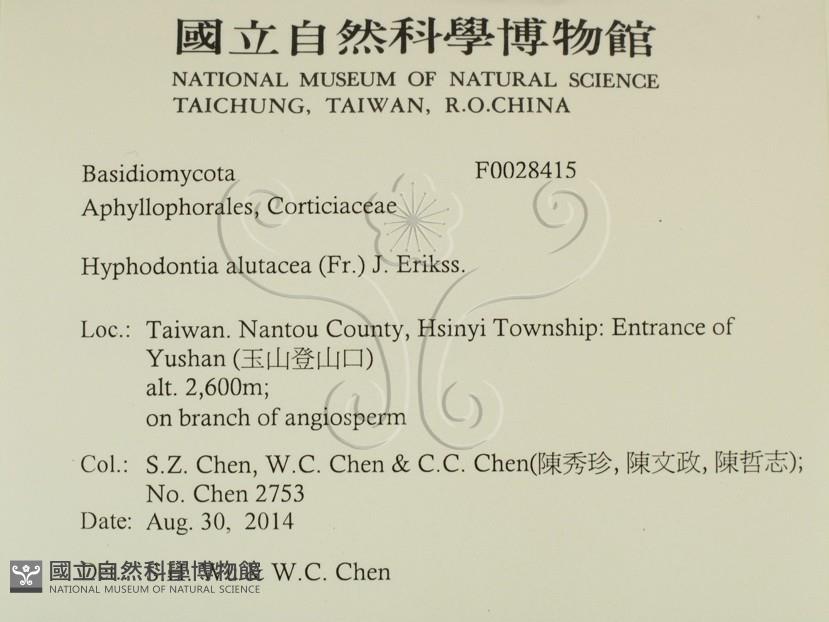 國立自然科學博物館
NATIONAL MUSEUM OF NATURAL SCIENCE
TAICHUNG, TAIWAN, R.O.CHINA
Basidiomycota F0028415
Aphyllophorales, Corticiaceae
Hyphodontia alutacea (Fr.) J. Erikss.
Loc.: Taiwan. Nantou County, Hsinyi Township: Entrance of
Yushan (玉山登山口)
alt. 2,600m;
on branch of angiosperm
Col.: S.Z. Chen, W.C. Chen & C.C. Chen(陳秀珍, 陳文政, 陳哲志);
No. Chen 2753
Date: Aug. 30, 2014
& W.C. Chen
國立自然科學博物館
NATIONAL MUSEUM OF NATURAL SCIENCE